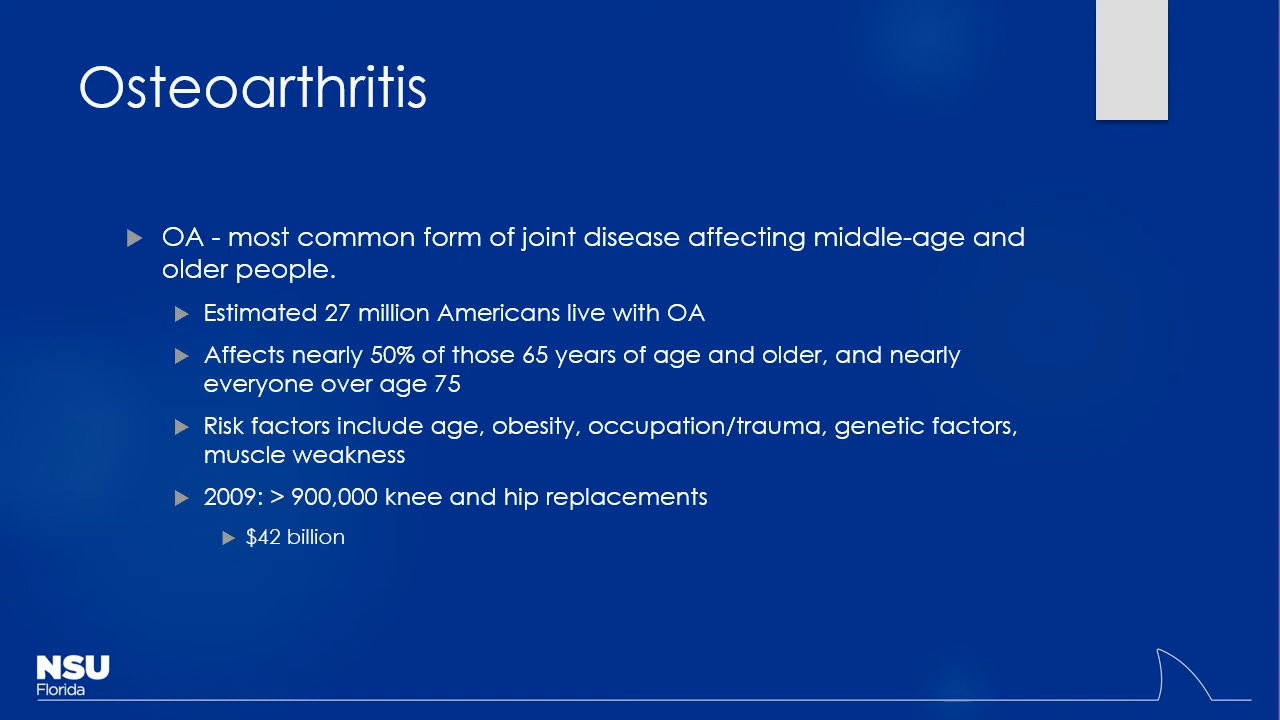 Osteoarthritis
OA - most common form of joint disease affecting middle-age and
older people.
Estimated 27 million Americans live with OA
Affects nearly 50% of those 65 years of age and older, and nearly
everyone over age 75
Risk factors include age, obesity, occupation/trauma, genetic factors,
muscle weakness
2009: > 900,000 knee and hip replacements
$42 billion
NSU
Florida